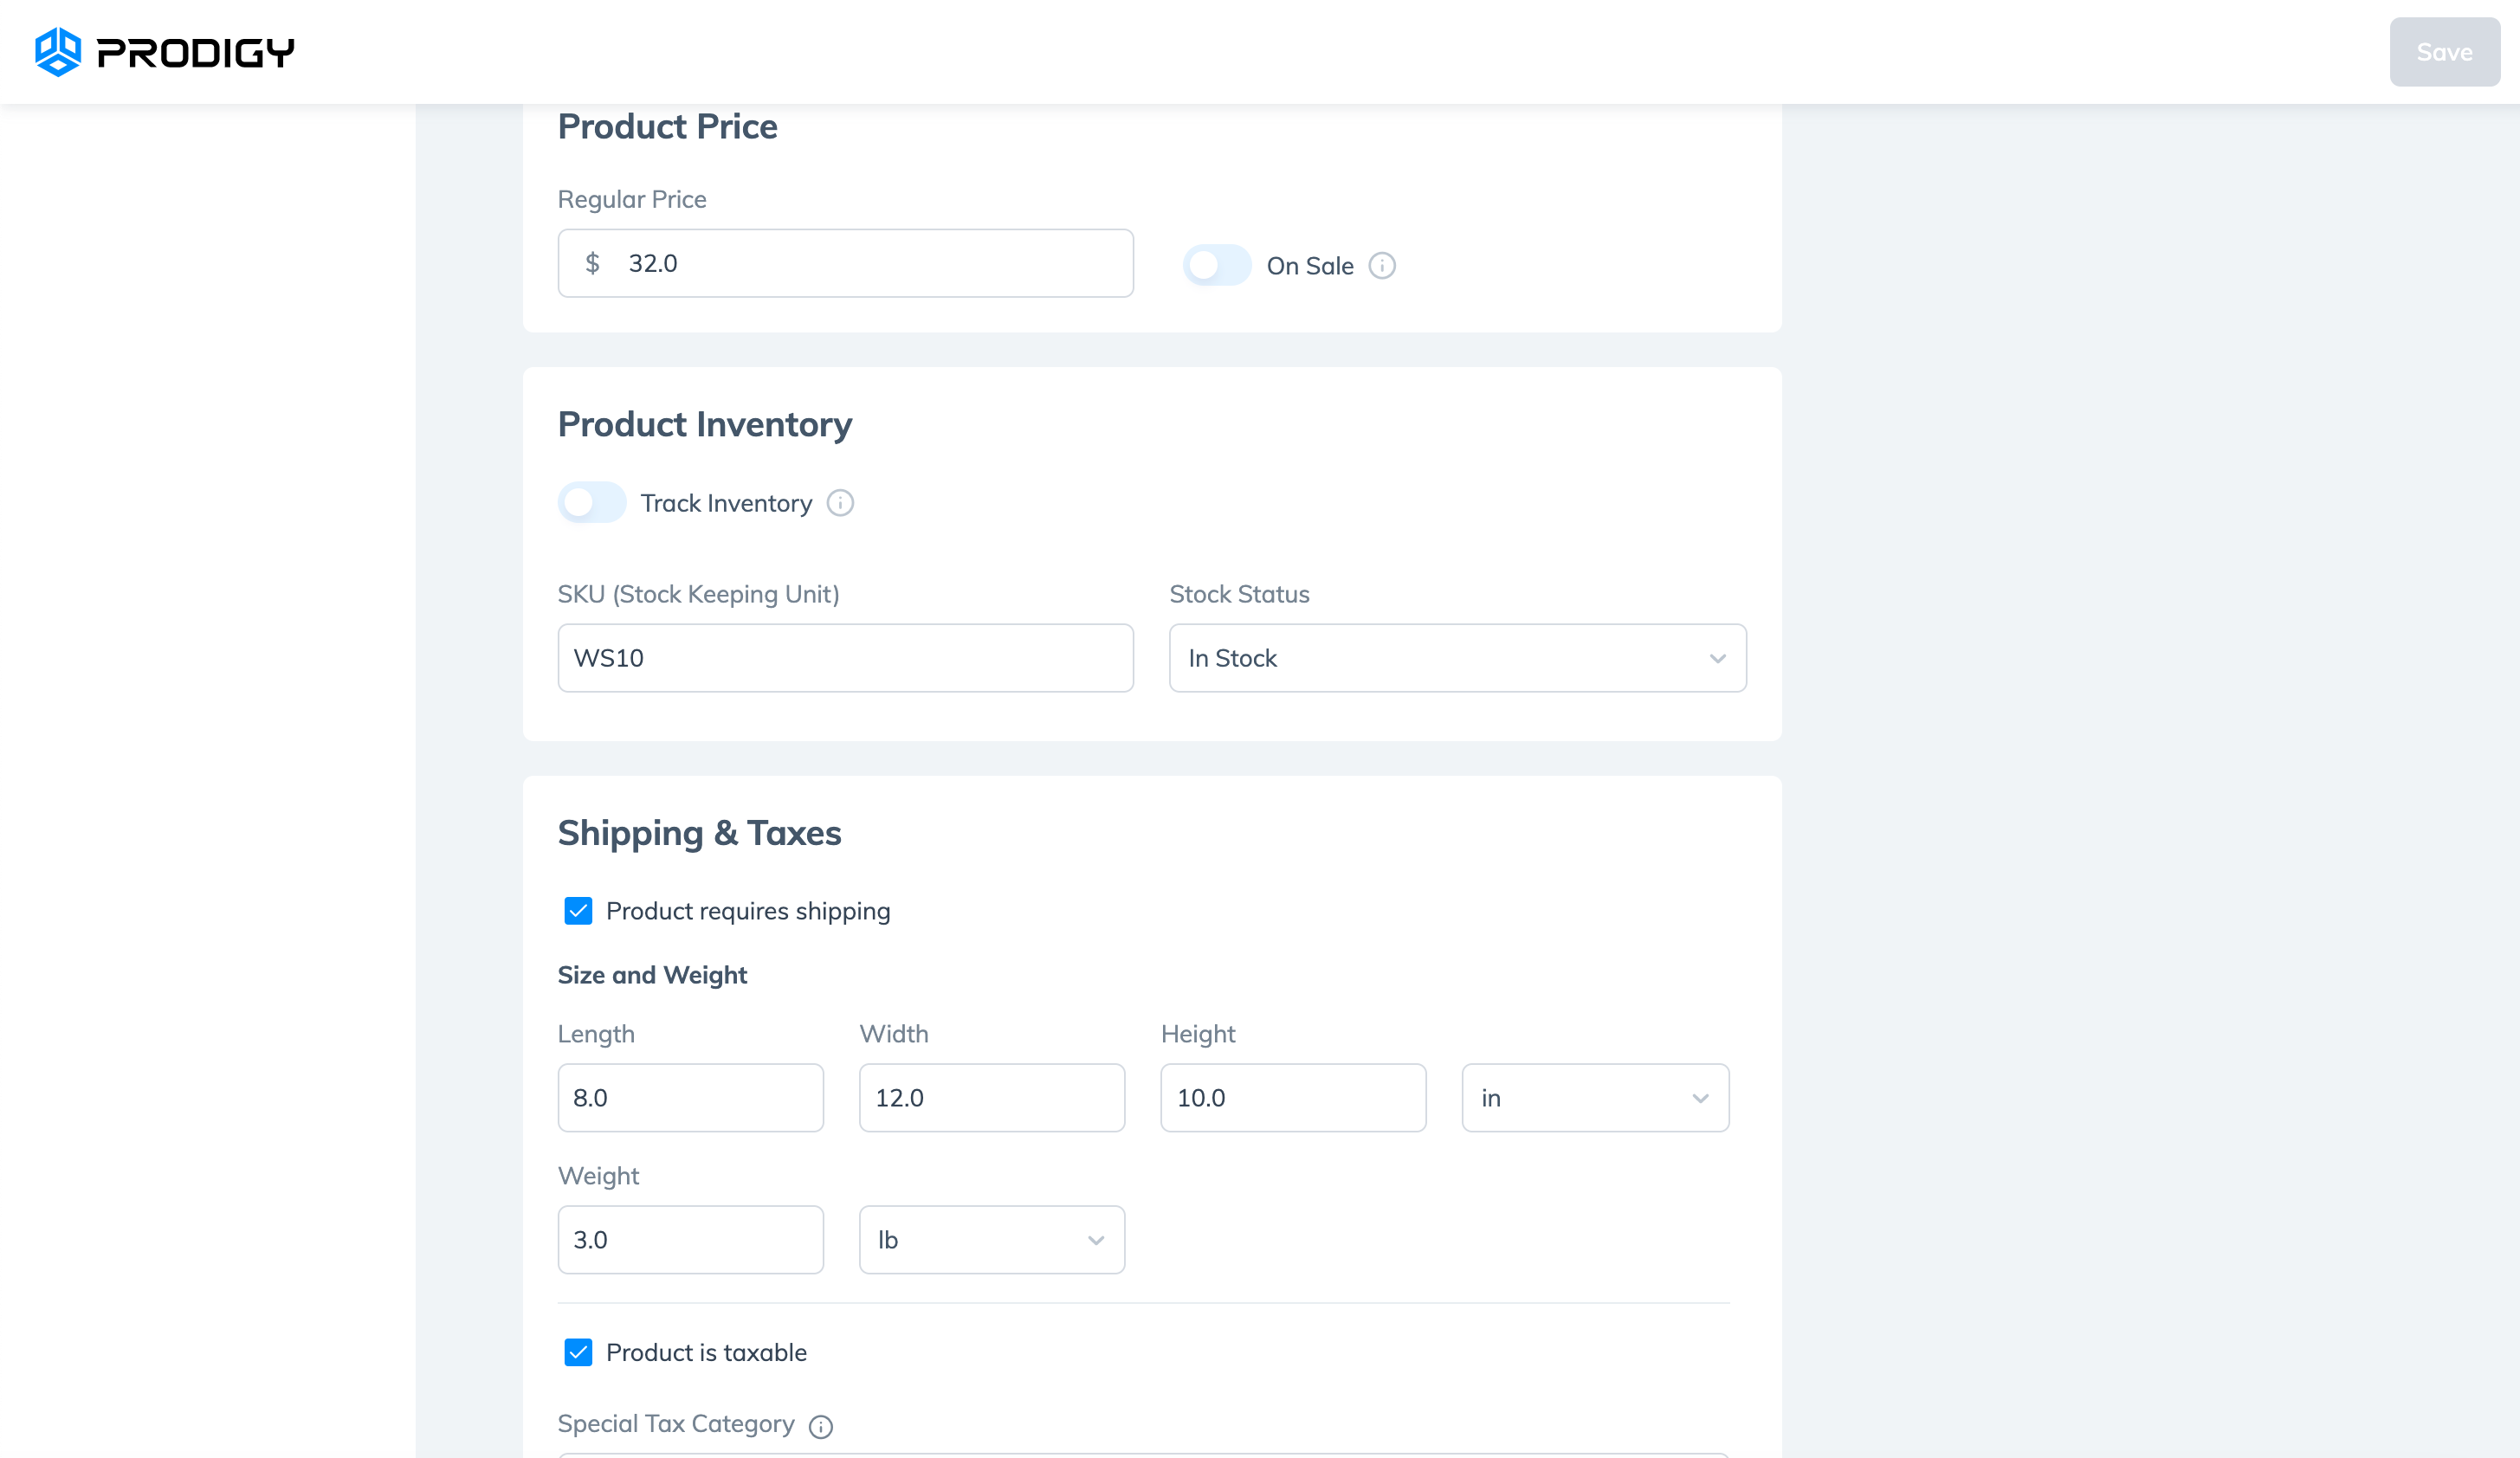 PRODIGY
Save
Product Price
Regular Price
$ 32.0
On Sale
Product Inventory
Track Inventory
SKU (Stock Keeping Unit)
Stock Status
WS10
In Stock
Shipping & Taxes
Product requires shipping
Size and Weight
Length
Width
Height
8.0
12.0
10.0
in
Weight
3.0
lb
Product is taxable
Special Tax Category